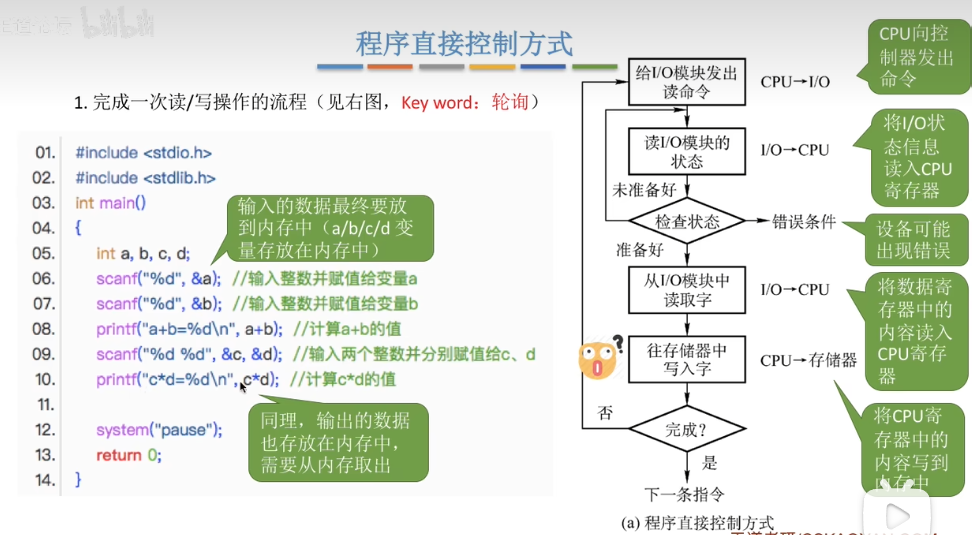 程序直接控制方式
1. 完成一次读/写操作的流程（见右图，Key word：轮询）
01. #include <stdio.h>
02. #include <stdlib.h>
03. int main()
04. {
05. int a, b, c, d;
06. scanf("%d", &a); //输入整数并赋值给变量a
07. scanf("%d", &b); //输入整数并赋值给变量b
08. printf("a+b=%d\n", a+b); //计算a+b的值
09. scanf("%d %d", &c, &d); //输入两个整数并分别赋值给c、d
10. printf("c*d=%d\n", c*d); //计算c*d的值
11.
12. system("pause");
13. return 0;
14. }
输入的数据最终要放
到内存中（a/b/c/d 变
量存放在内存中）
同理，输出的数据
也存放在内存中，
需要从内存取出
给I/O模块发出
读命令
CPU→I/O
CPU向控
制器发出
命令
读I/O模块的
状态
I/O→CPU
将I/O状
态信息
读入CPU
寄存器
未准备好
检查状态
错误条件
设备可能
出现错误
准备好
从I/O模块中
读取字
I/O→CPU
将数据寄
存器中的
内容读入
CPU寄存
器
往存储器中
写入字
CPU→存储器
将CPU寄
存器中的
内容写到
内存中
否
完成？
是
下一条指令
(a) 程序直接控制方式